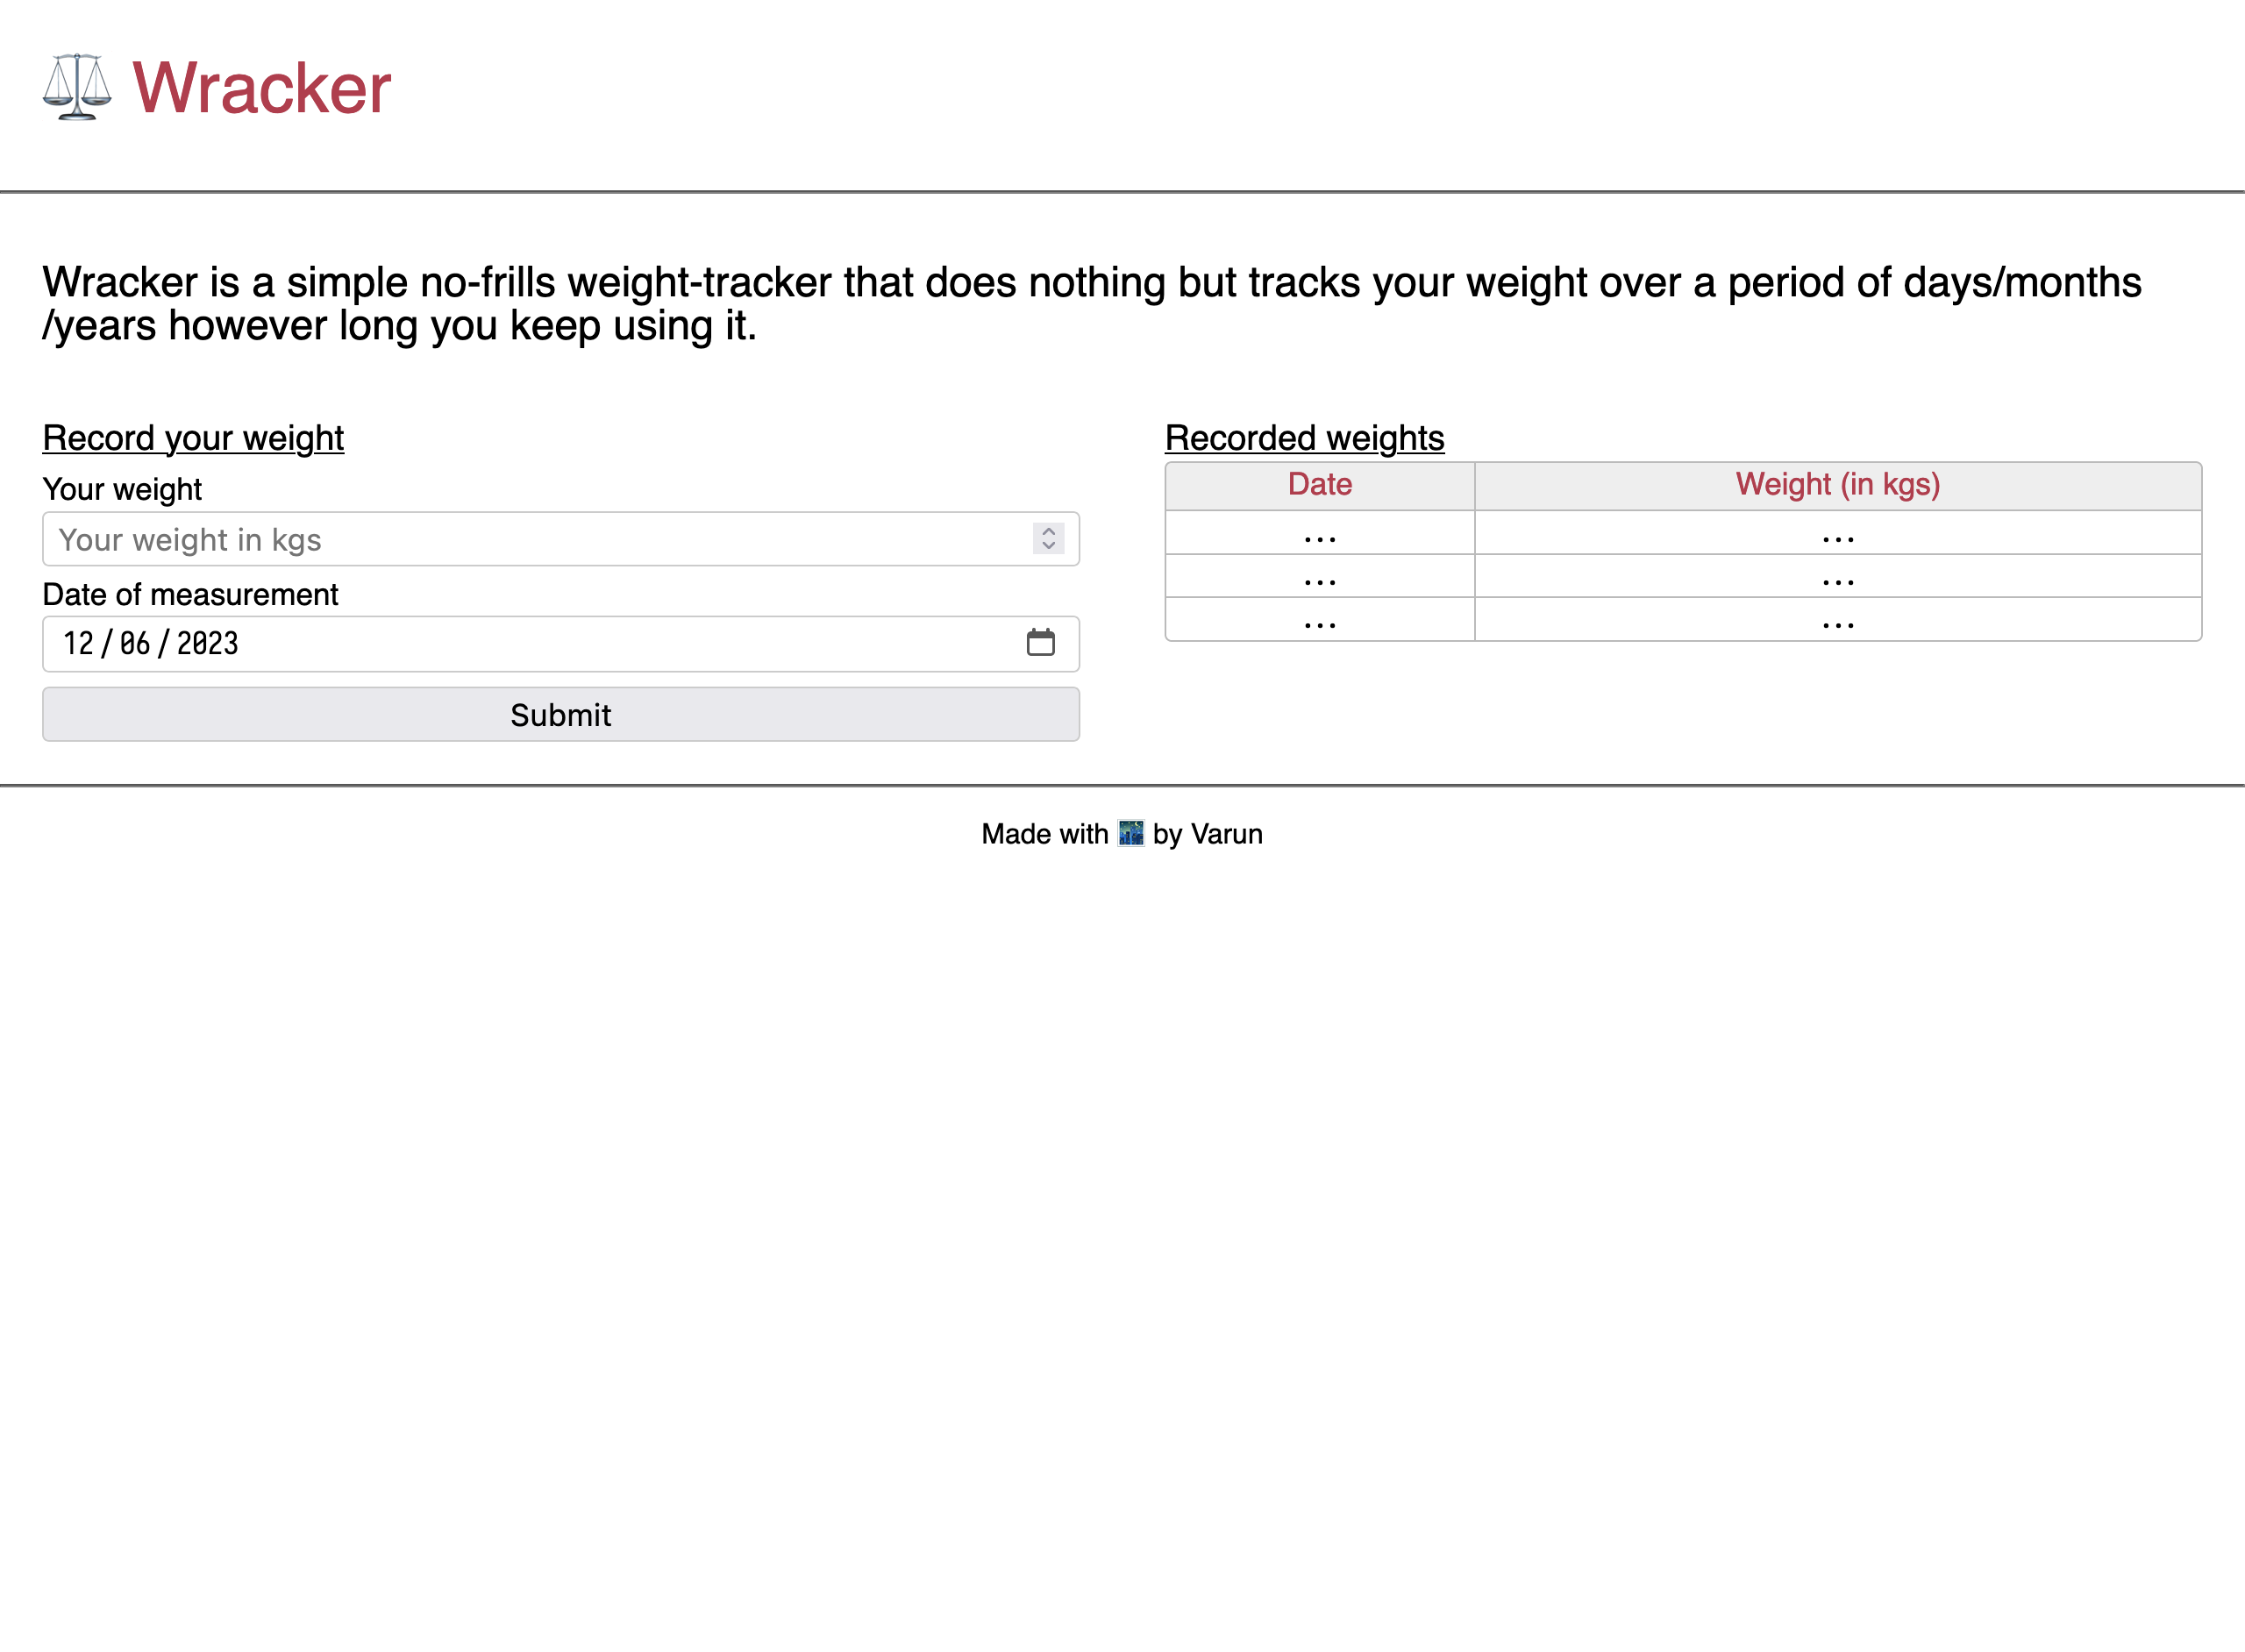 Wracker
Wracker is a simple no-frills weight-tracker that does nothing but tracks your weight over a period of days/months
/years however long you keep using it.
Record your weight
Your weight
Your weight in kgs
Date of measurement
12/06/2023
Submit
Recorded weights
Date Weight (in kgs)
... ...
... ...
... ...
Made with 🌃 by Varun